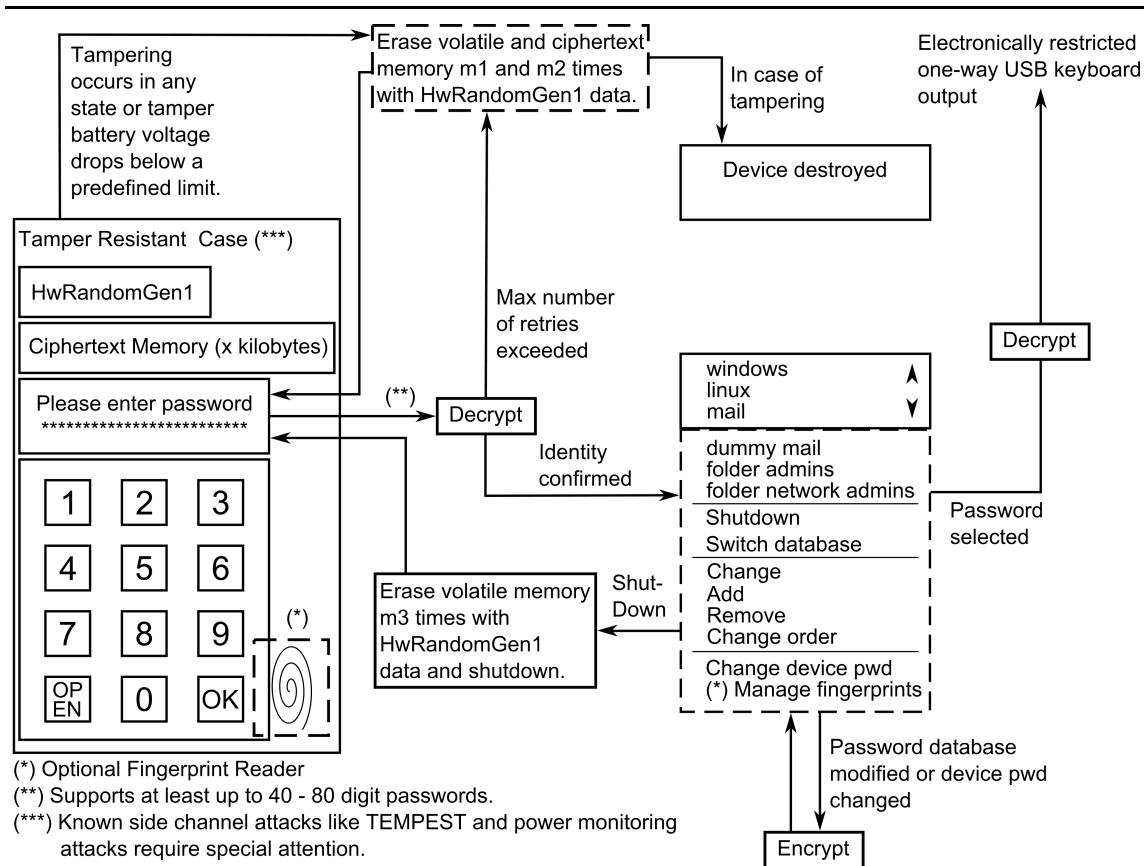 Tampering
occurs in any
state or tamper
battery voltage
drops below a
predefined limit.
Erase volatile and ciphertext
memory m1 and m2 times
with HwRandomGen1 data.
In case of
tampering
Device destroyed
Electronically restricted
one-way USB keyboard
output
Tamper Resistant Case (***)
HwRandomGen1
Ciphertext Memory (x kilobytes)
Please enter password
*************************
(**)
Decrypt
Max number
of retries
exceeded
Identity
confirmed
Decrypt
windows
linux
mail
dummy mail
folder admins
folder network admins
Shutdown
Switch database
Change
Add
Remove
Change order
Change device pwd
(*) Manage fingerprints
Password
selected
Shut-
Down
Erase volatile memory
m3 times with
HwRandomGen1
data and shutdown.
1 2 3
4 5 6
7 8 9
OP
EN
0 OK
(*)
Password database
modified or device pwd
changed
Encrypt
(*) Optional Fingerprint Reader
(**) Supports at least up to 40 - 80 digit passwords.
(***) Known side channel attacks like TEMPEST and power monitoring
attacks require special attention.